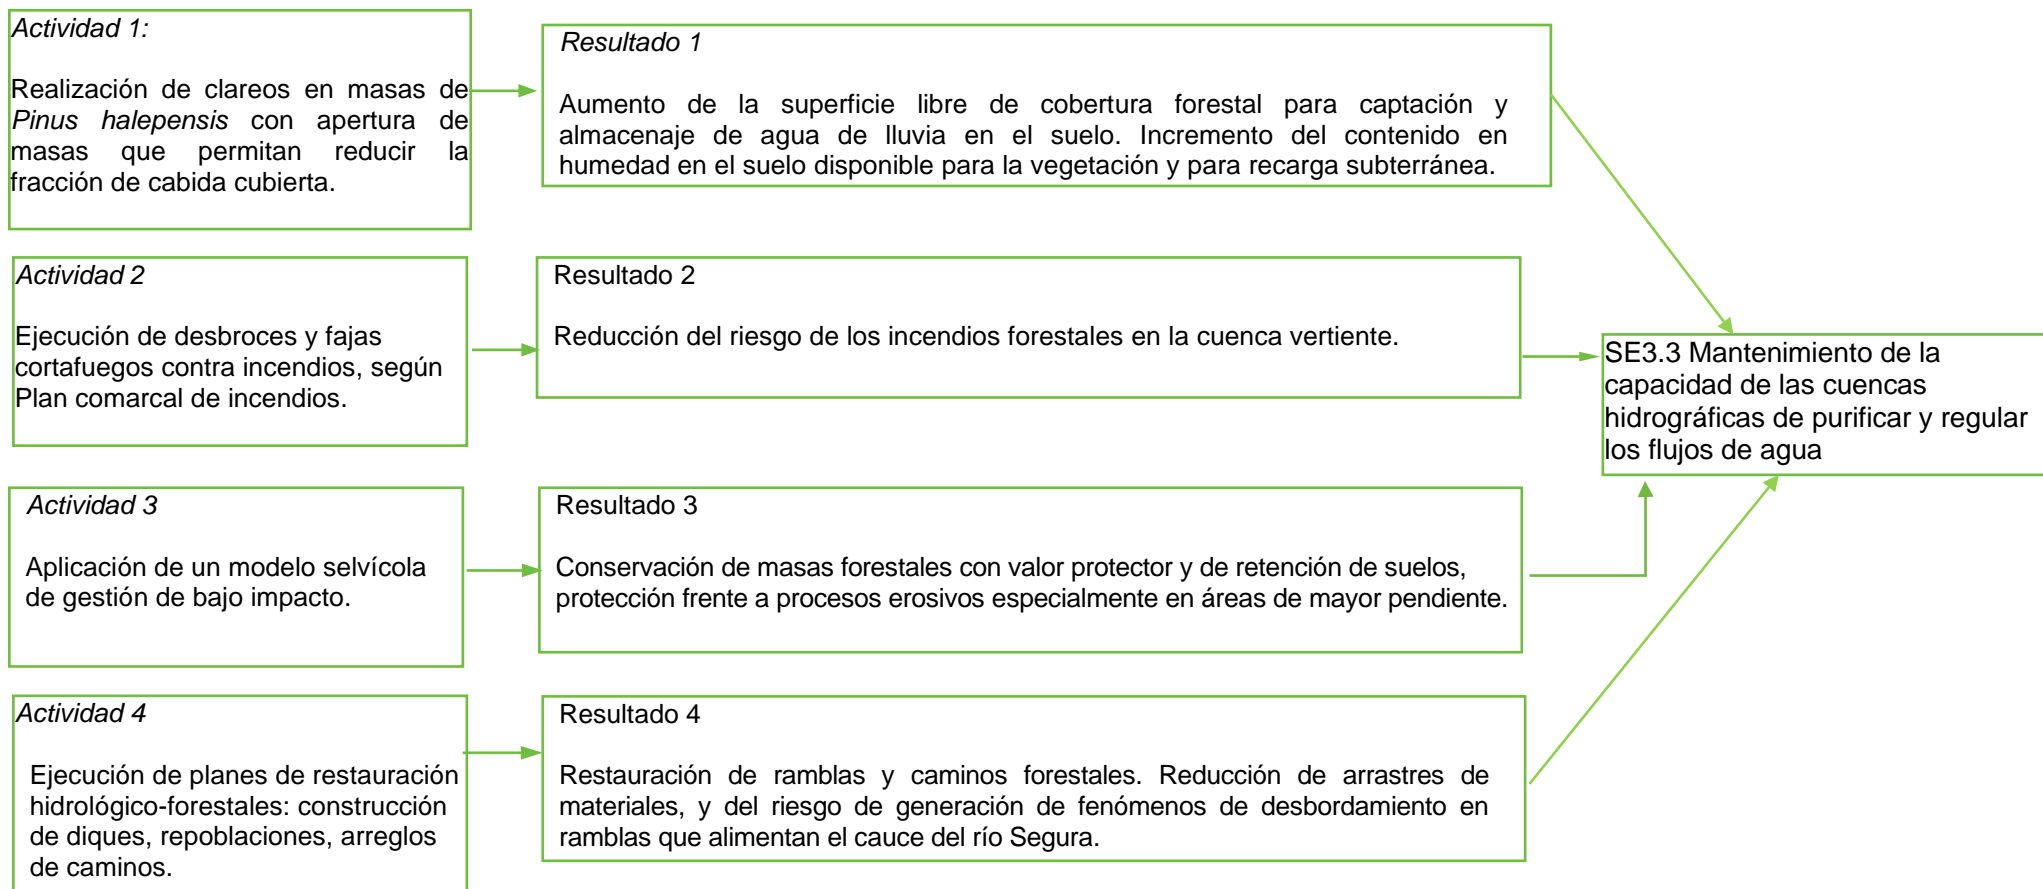 Actividad 1:
Realización de clareos en masas de
Pinus halepensis con apertura de
masas que permitan reducir la
fracción de cabida cubierta.
Resultado 1
Aumento de la superficie libre de cobertura forestal para captación y
almacenaje de agua de lluvia en el suelo. Incremento del contenido en
humedad en el suelo disponible para la vegetación y para recarga subterránea.
Actividad 2
Ejecución de desbroces y fajas
cortafuegos contra incendios, según
Plan comarcal de incendios.
Resultado 2
Reducción del riesgo de los incendios forestales en la cuenca vertiente.
SE3.3 Mantenimiento de la
capacidad de las cuencas
hidrográficas de purificar y regular
los flujos de agua
Actividad 3
Aplicación de un modelo selvícola
de gestión de bajo impacto.
Resultado 3
Conservación de masas forestales con valor protector y de retención de suelos,
protección frente a procesos erosivos especialmente en áreas de mayor pendiente.
Actividad 4
Ejecución de planes de restauración
hidrológico-forestales: construcción
de diques, repoblaciones, arreglos
de caminos.
Resultado 4
Restauración de ramblas y caminos forestales. Reducción de arrastres de
materiales, y del riesgo de generación de fenómenos de desbordamiento en
ramblas que alimentan el cauce del río Segura.